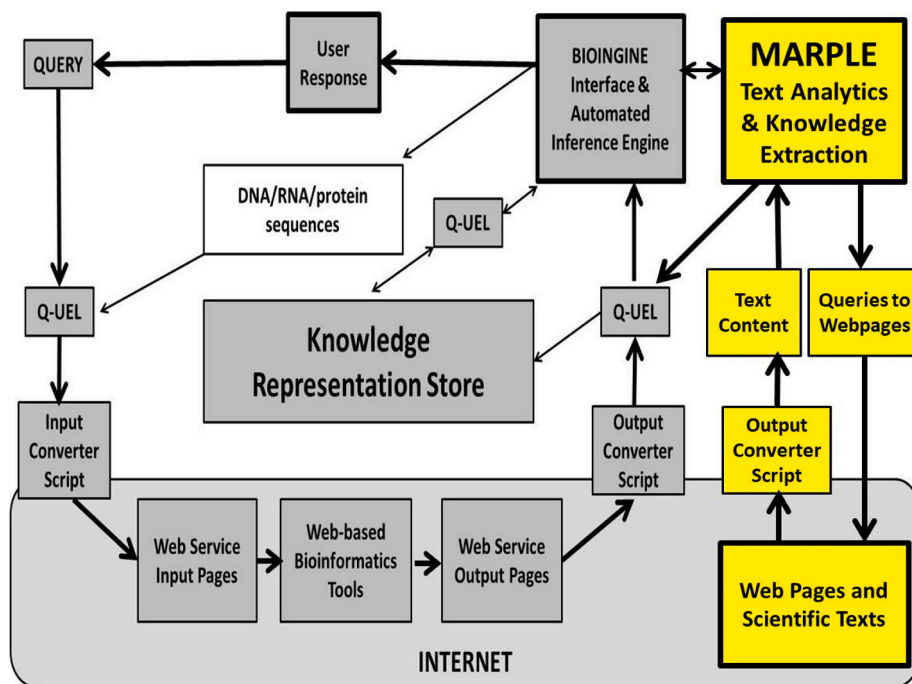 QUERY
User
Response
BIOINGINE
Interface &
Automated
Inference Engine
MARPLE
Text Analytics
& Knowledge
Extraction
DNA/RNA/protein
sequences
Q-UEL
Q-UEL
Q-UEL
Text
Content
Queries to
Webpages
Knowledge
Representation Store
Input
Converter
Script
Output
Converter
Script
Output
Converter
Script
Web Service
Input Pages
Web-based
Bioinformatics
Tools
Web Service
Output Pages
Web Pages and
Scientific Texts
INTERNET